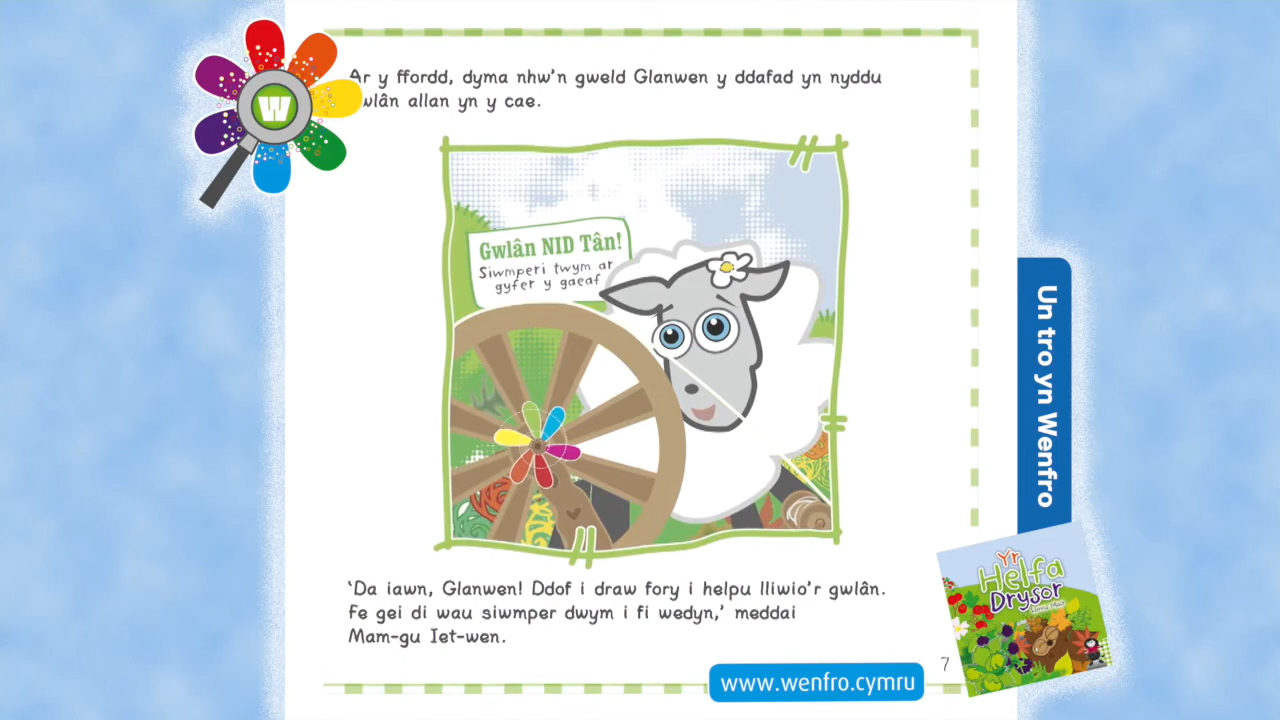 Ar y ffordd, dyma nhw'n gweld Glanwen y ddafad yn nyddu
wlân allan yn y cae.
W
Gwlân NID Tân!
Siwmperi twym ar
gyfer y gaeaf
Un tro yn Wenfro
'Da iawn, Glanwen! Ddof i draw fory i helpu lliwio'r gwlân.
Fe gei di wau siwmper dwym i fi wedyn,' meddai
Mam-gu Iet-wen.
Yr
Helfa
Drysor
7
www.wenfro.cymru